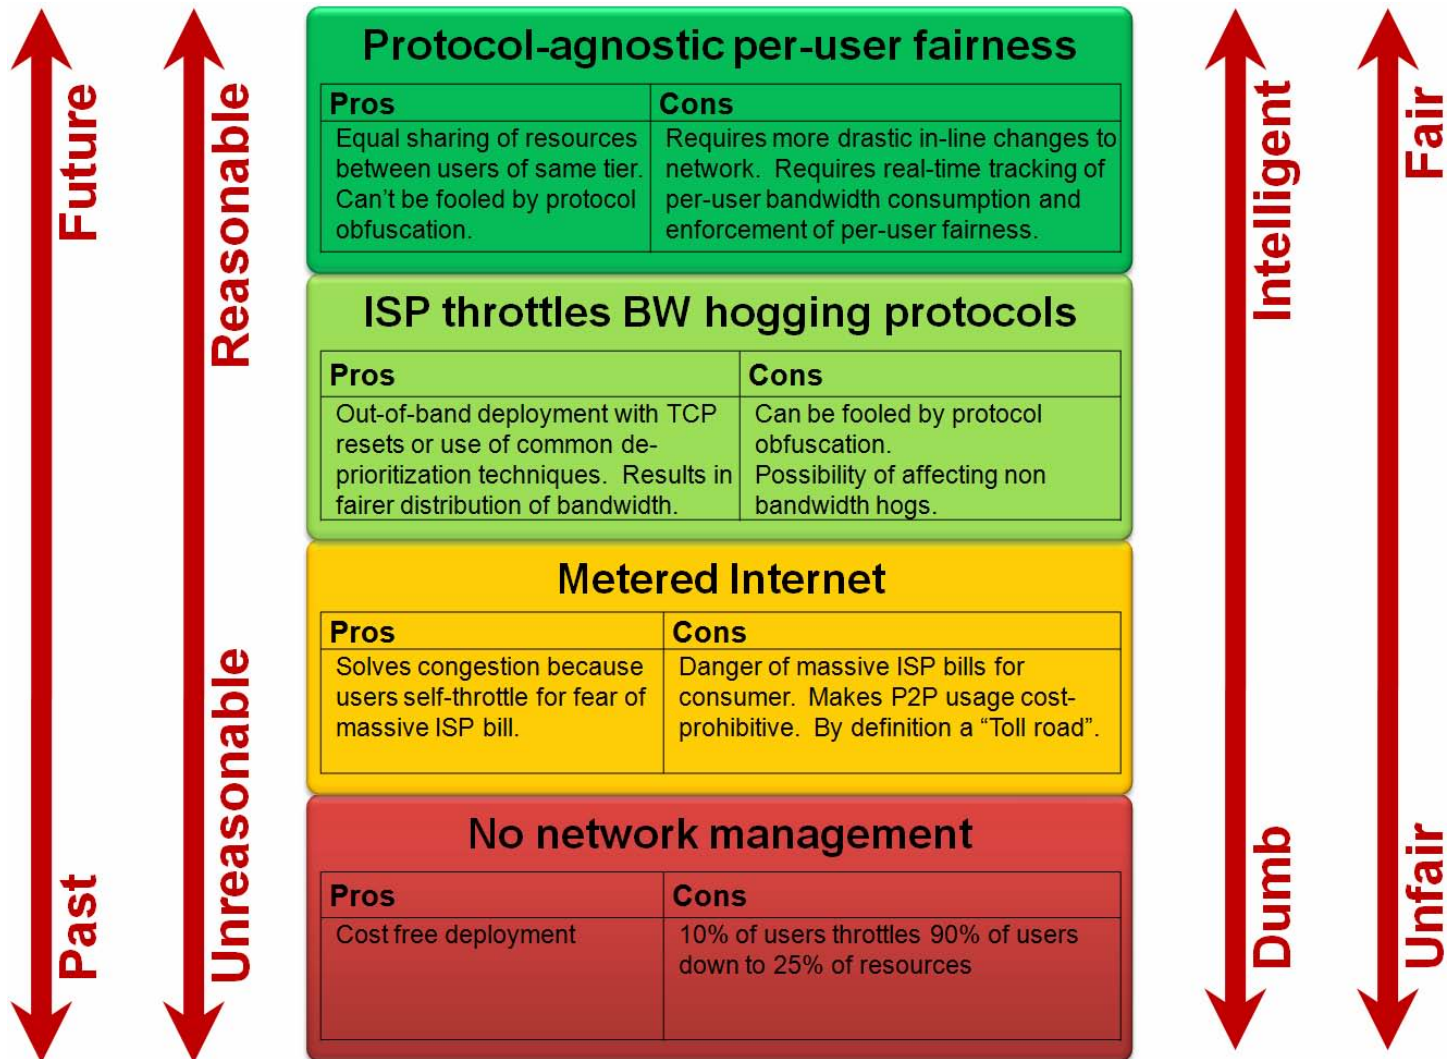 Future
Past
Reasonable
Unreasonable
Protocol-agnostic per-user fairness
Pros
Equal sharing of resources
between users of same tier.
Can't be fooled by protocol
obfuscation.
Cons
Requires more drastic in-line changes to
network.  Requires real-time tracking of
per-user bandwidth consumption and
enforcement of per-user fairness.
ISP throttles BW hogging protocols
Pros
Out-of-band deployment with TCP
resets or use of common de-
prioritization techniques.  Results in
fairer distribution of bandwidth.
Cons
Can be fooled by protocol
obfuscation.
Possibility of affecting non
bandwidth hogs.
Metered Internet
Pros
Solves congestion because
users self-throttle for fear of
massive ISP bill.
Cons
Danger of massive ISP bills for
consumer.  Makes P2P usage cost-
prohibitive.  By definition a “Toll road”.
No network management
Pros
Cost free deployment
Cons
10% of users throttles 90% of users
down to 25% of resources
Intelligent
Dumb
Fair
Unfair